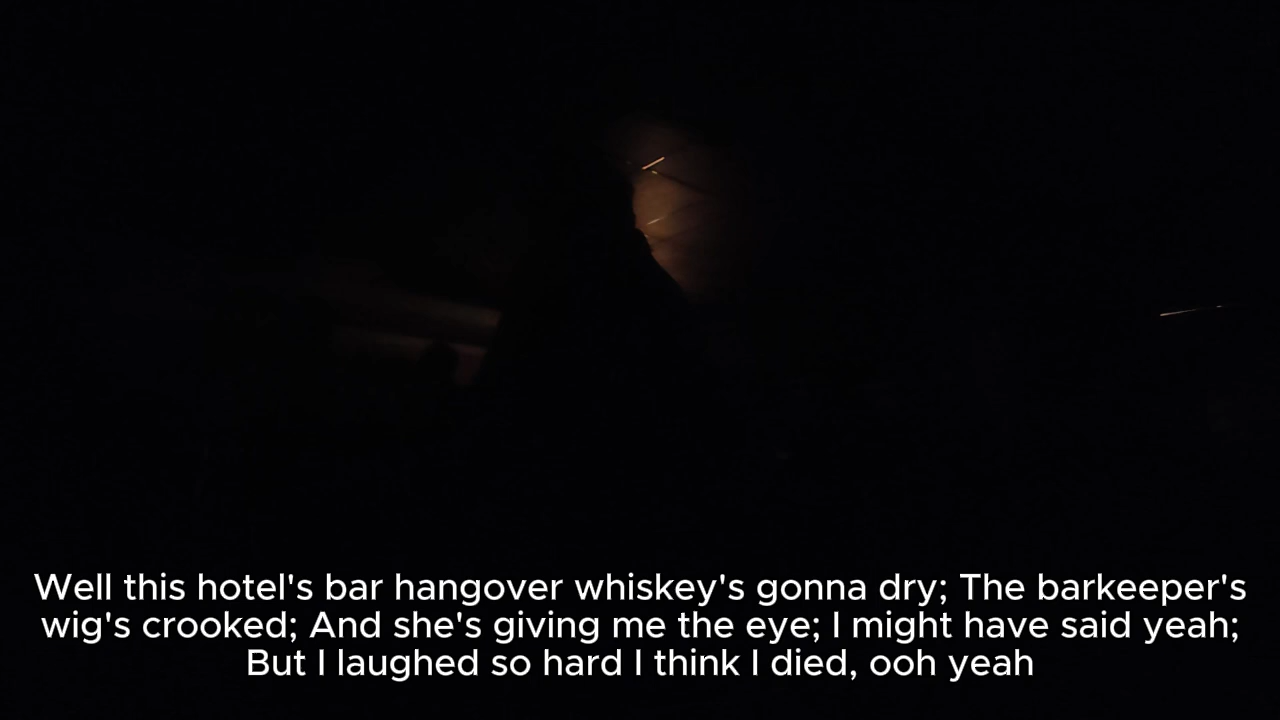 Well this hotel's bar hangover whiskey's gonna dry; The barkeeper's
wig's crooked; And she's giving me the eye; I might have said yeah;
But I laughed so hard I think I died, ooh yeah